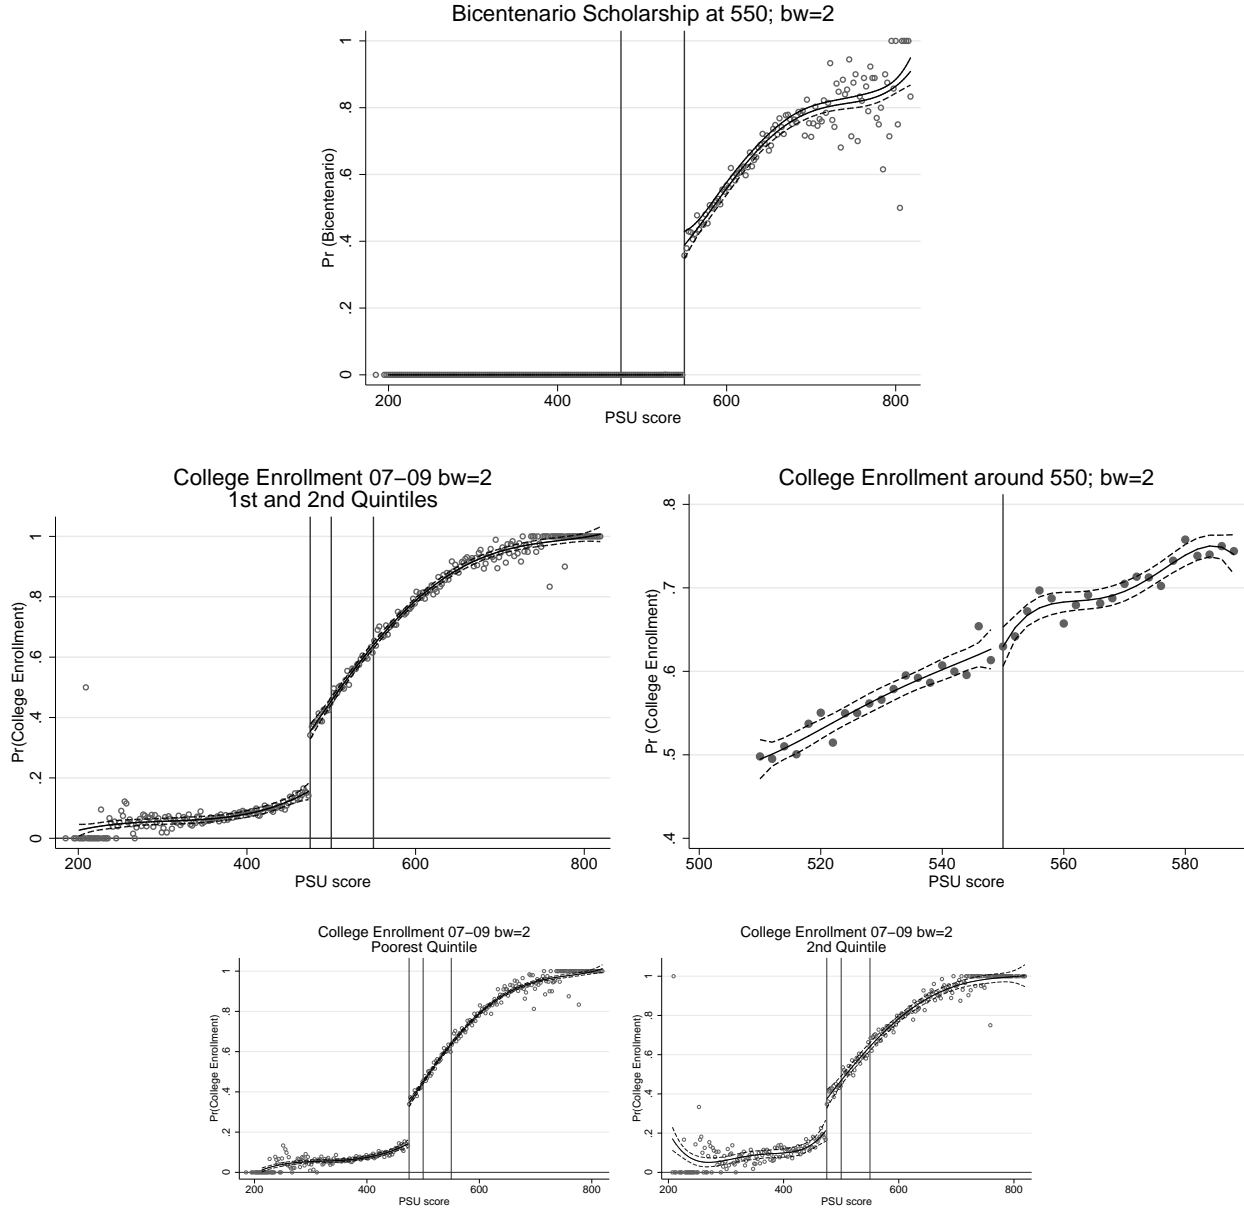 Bicentenario Scholarship at 550; bw=2
Pr (Bicentenario)
1
.8
.6
.4
.2
0
200 400 600 800
PSU score
College Enrollment 07−09 bw=2
1st and 2nd Quintiles
Pr(College Enrollment)
1
.8
.6
.4
.2
0
200 400 600 800
PSU score
College Enrollment around 550; bw=2
Pr (College Enrollment)
.8
.7
.6
.5
.4
500 520 540 560 580
PSU score
College Enrollment 07−09 bw=2
Poorest Quintile
Pr(College Enrollment)
1
.8
.6
.4
.2
0
200 400 600 800
PSU score
College Enrollment 07−09 bw=2
2nd Quintile
Pr(College Enrollment)
1
.8
.6
.4
.2
0
200 400 600 800
PSU score